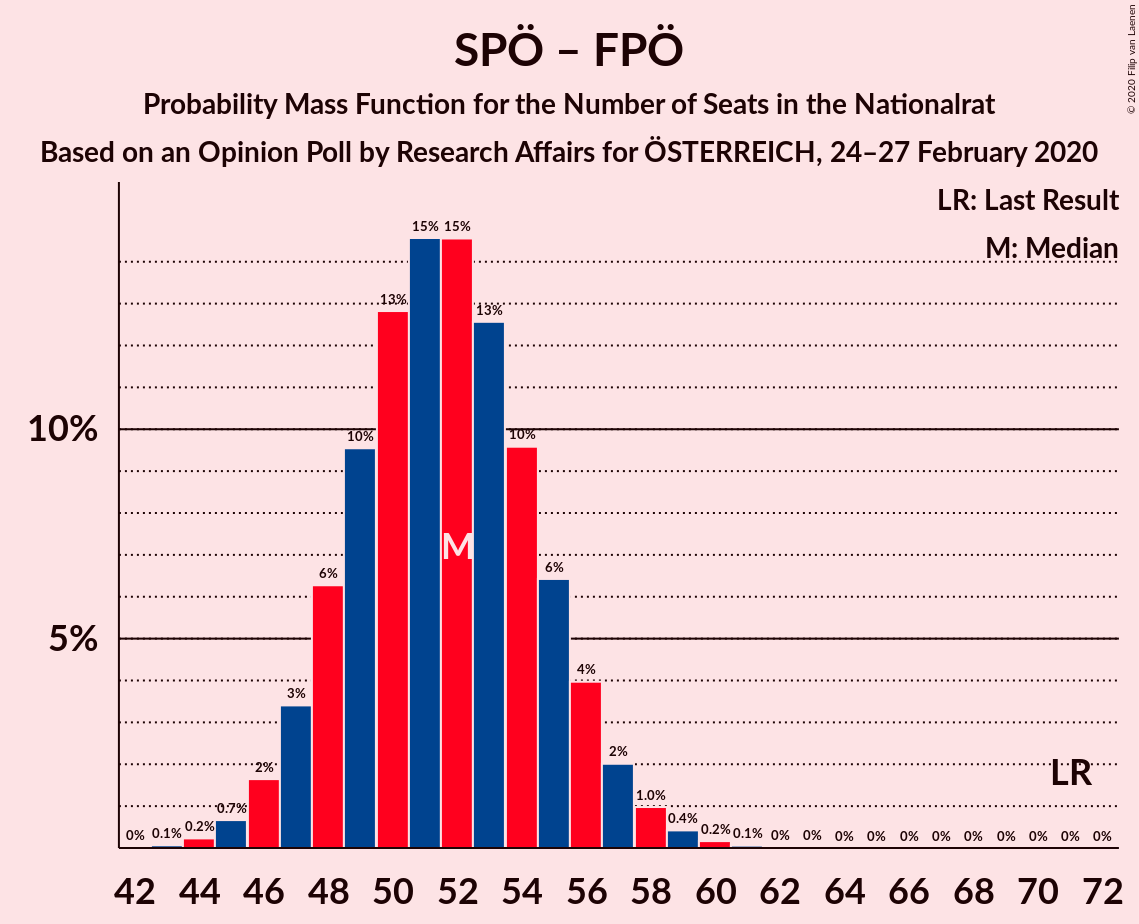 SPÖ – FPÖ
Probability Mass Function for the Number of Seats in the Nationalrat
Based on an Opinion Poll by Research Affairs for ÖSTERREICH, 24–27 February 2020
© 2020 Filip van Laenen
LR: Last Result
M: Median
15% 15%
13% 13%
10%
10% 10%
6% 6%
M
5%
4%
3%
2% 2%
LR
0% 0.1% 0.2% 0.7% 1.0% 0.4% 0.2% 0.1% 0% 0% 0% 0% 0% 0% 0% 0% 0% 0% 0%
42 44 46 48 50 52 54 56 58 60 62 64 66 68 70 72